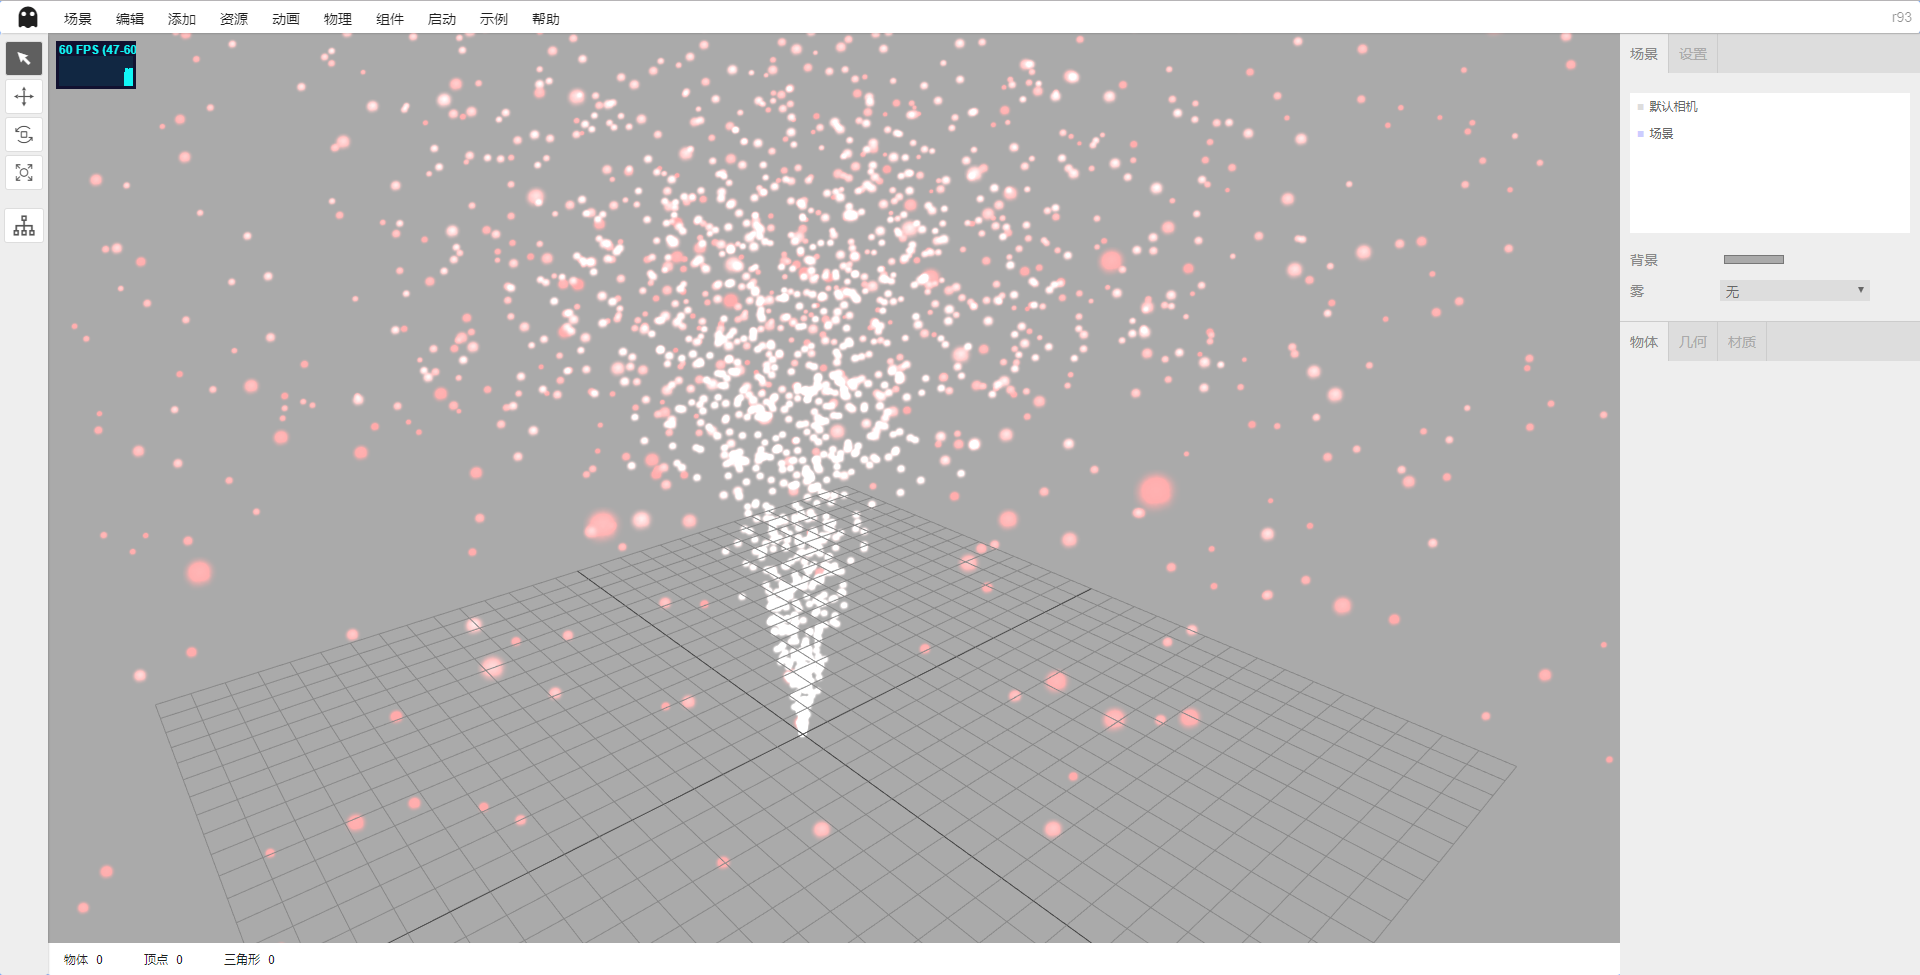 场景 编辑 添加 资源 动画 物理 组件 启动 示例 帮助 r93
60 FPS (47-60
场景 设置
默认相机
场景
背景
雾 无
物体 几何 材质
物体 0 顶点 0 三角形 0